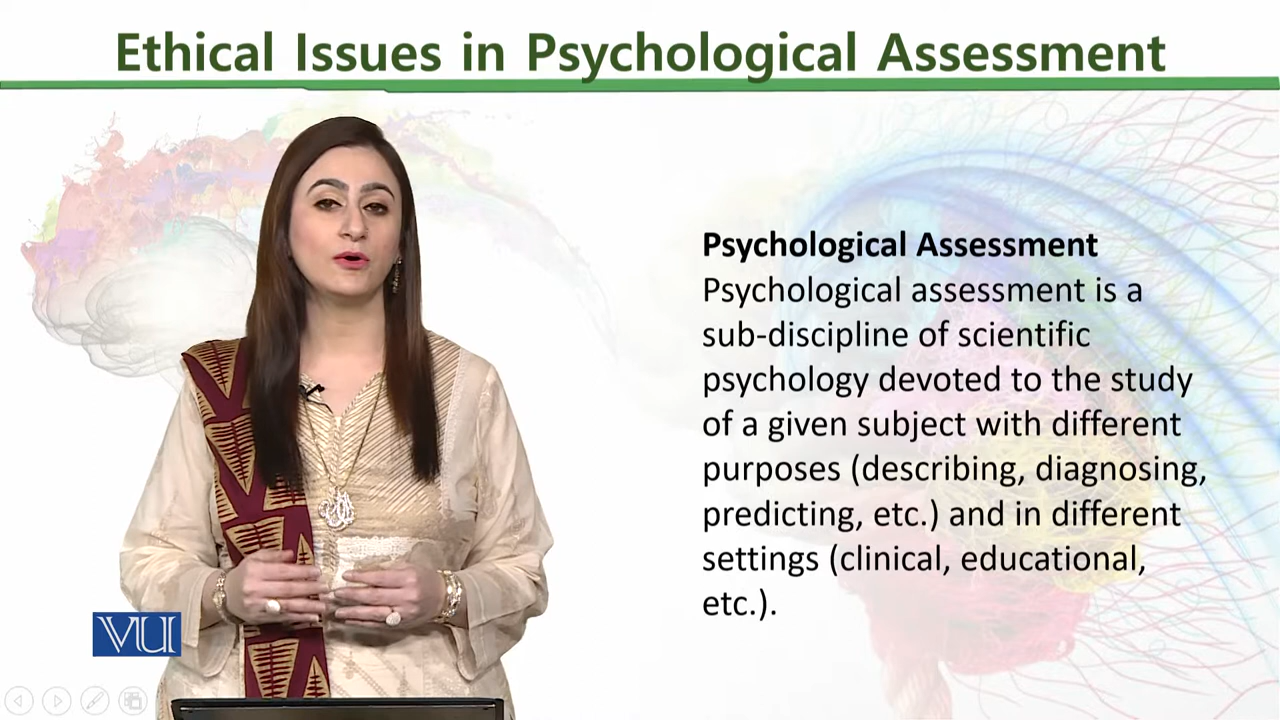 Ethical Issues in Psychological Assessment
Psychological Assessment
Psychological assessment is a
sub-discipline of scientific
psychology devoted to the study
of a given subject with different
purposes (describing, diagnosing,
predicting, etc.) and in different
settings (clinical, educational,
etc.).
VU